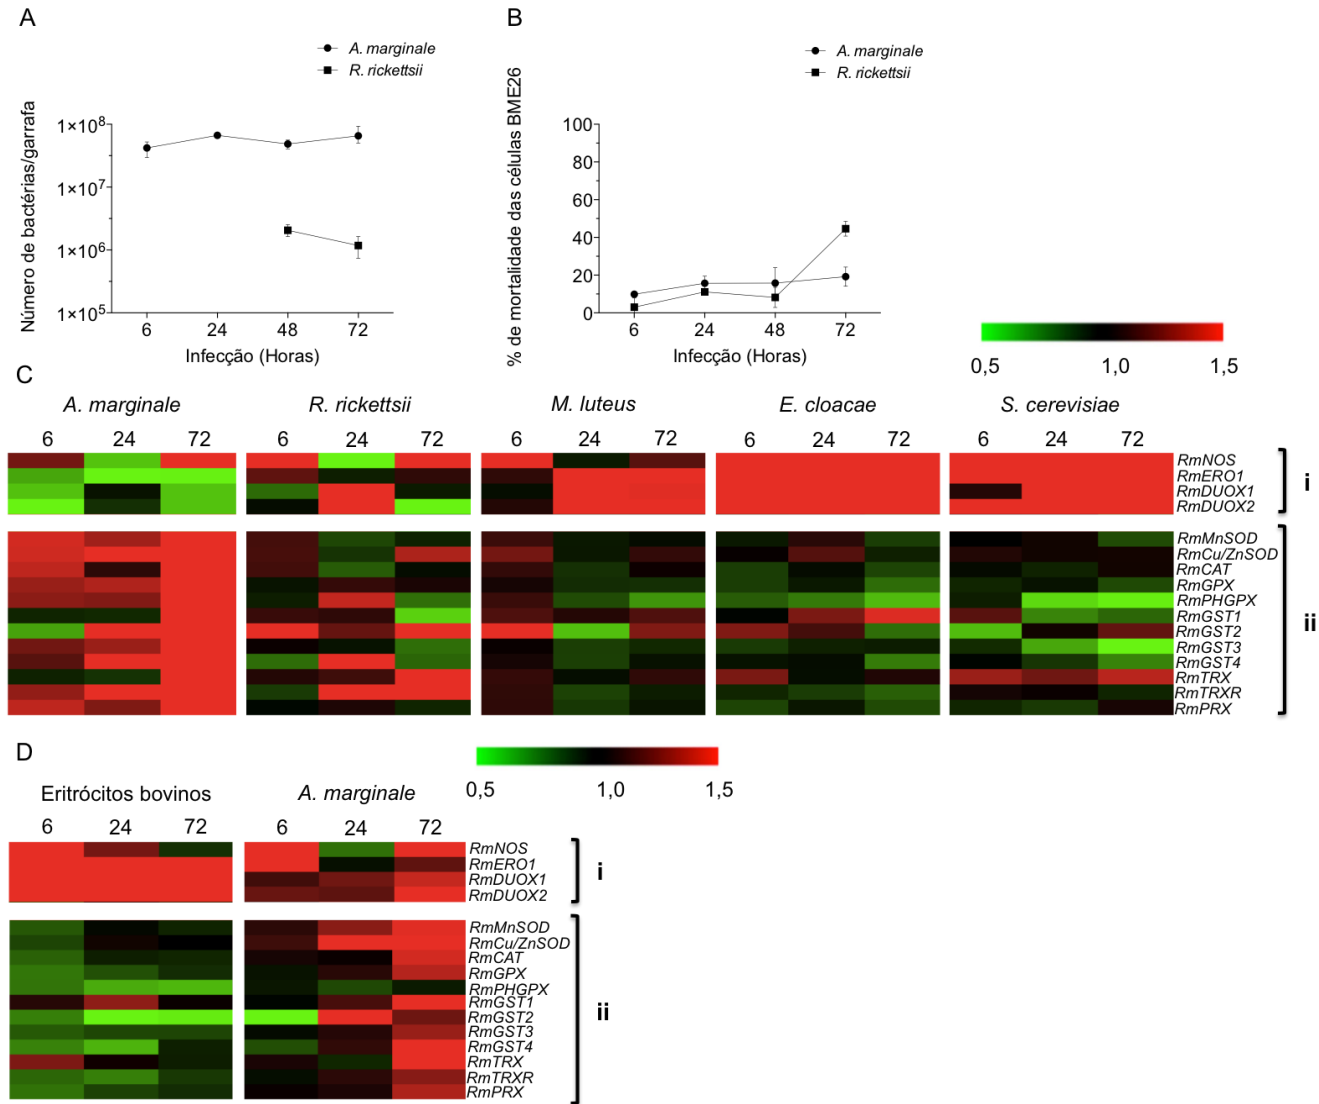 A
A. marginale
R. rickettsii
Número de bactérias/garrafa
1×10⁸
1×10⁷
1×10⁶
1×10⁵
6 24 48 72
Infecção (Horas)
B
A. marginale
R. rickettsii
% de mortalidade das células BME26
100
80
60
40
20
0
6 24 48 72
Infecção (Horas)
0,5 1,0 1,5
C
A. marginale R. rickettsii M. luteus E. cloacae S. cerevisiae
6 24 72 6 24 72 6 24 72 6 24 72 6 24 72
RmNOS
RmERO1
RmDUOX1
RmDUOX2
i
RmMnSOD
RmCu/ZnSOD
RmCAT
RmGPX
RmPHGPX
RmGST1
RmGST2
RmGST3
RmGST4
RmTRX
RmTRXR
RmPRX
ii
D
0,5 1,0 1,5
Eritrócitos bovinos A. marginale
6 24 72 6 24 72
RmNOS
RmERO1
RmDUOX1
RmDUOX2
i
RmMnSOD
RmCu/ZnSOD
RmCAT
RmGPX
RmPHGPX
RmGST1
RmGST2
RmGST3
RmGST4
RmTRX
RmTRXR
RmPRX
ii